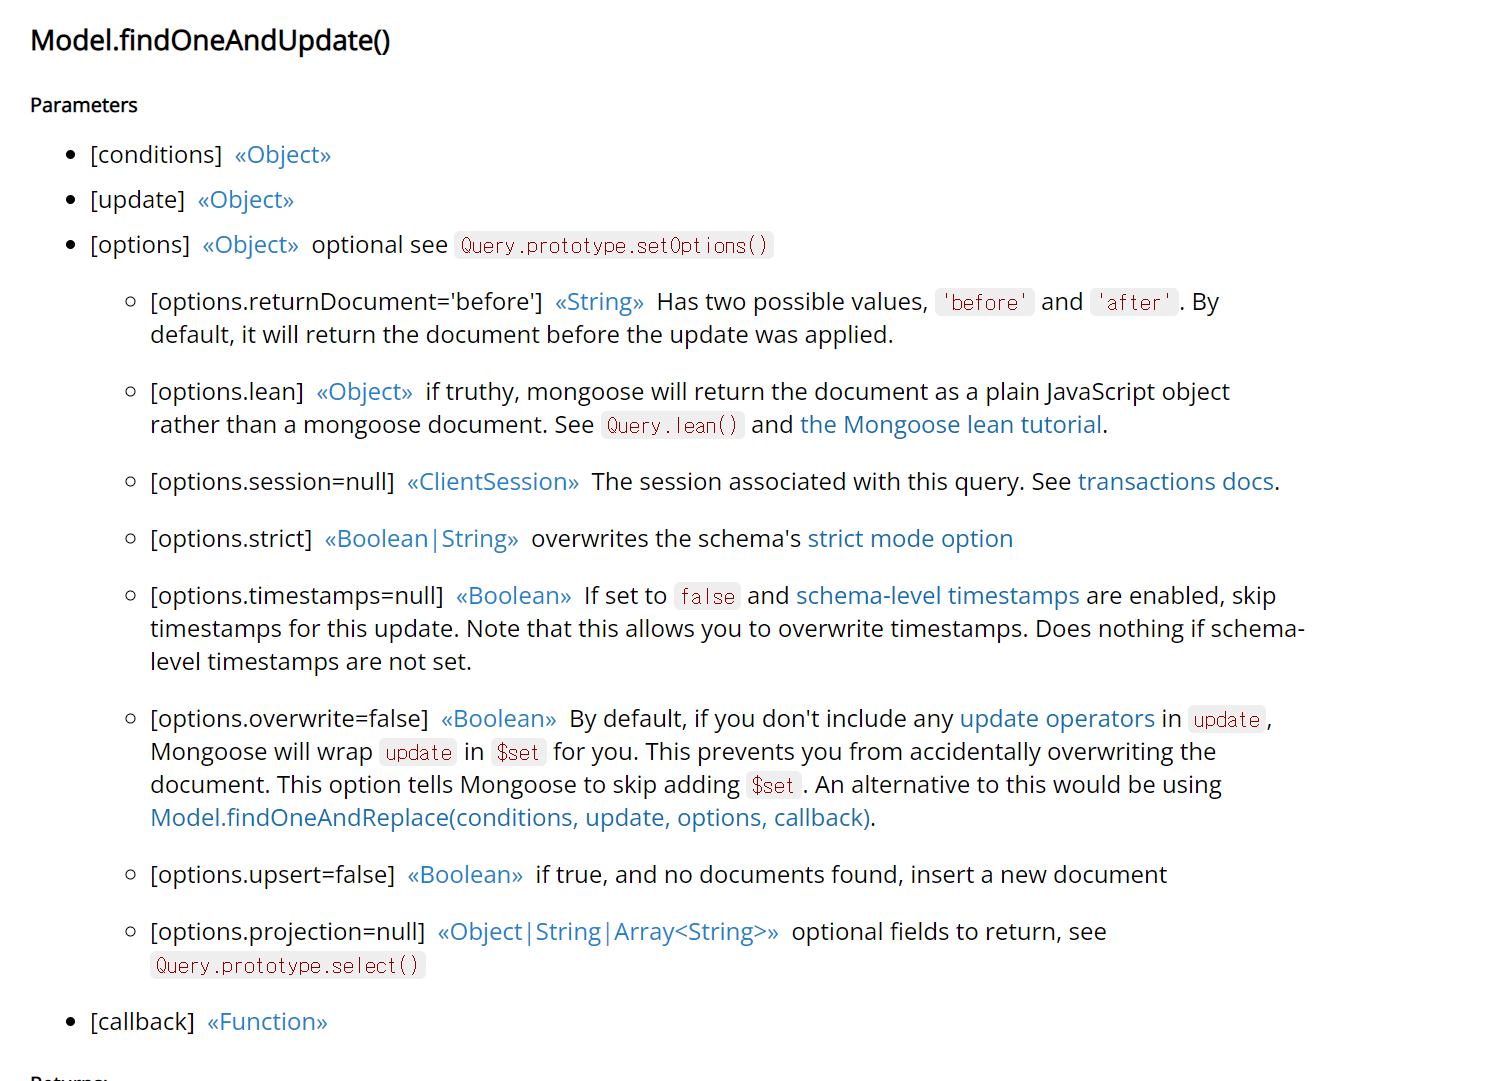 Model.findOneAndUpdate()
Parameters
[conditions] «Object»
[update] «Object»
[options] «Object» optional see Query.prototype.setOptions()
[options.returnDocument='before'] «String» Has two possible values, 'before' and 'after'. By
default, it will return the document before the update was applied.
[options.lean] «Object» if truthy, mongoose will return the document as a plain JavaScript object
rather than a mongoose document. See Query.lean() and the Mongoose lean tutorial.
[options.session=null] «ClientSession» The session associated with this query. See transactions docs.
[options.strict] «Boolean|String» overwrites the schema's strict mode option
[options.timestamps=null] «Boolean» If set to false and schema-level timestamps are enabled, skip
timestamps for this update. Note that this allows you to overwrite timestamps. Does nothing if schema-
level timestamps are not set.
[options.overwrite=false] «Boolean» By default, if you don't include any update operators in update,
Mongoose will wrap update in $set for you. This prevents you from accidentally overwriting the
document. This option tells Mongoose to skip adding $set. An alternative to this would be using
Model.findOneAndReplace(conditions, update, options, callback).
[options.upsert=false] «Boolean» if true, and no documents found, insert a new document
[options.projection=null] «Object|String|Array<String>» optional fields to return, see
Query.prototype.select()
[callback] «Function»
Returns: